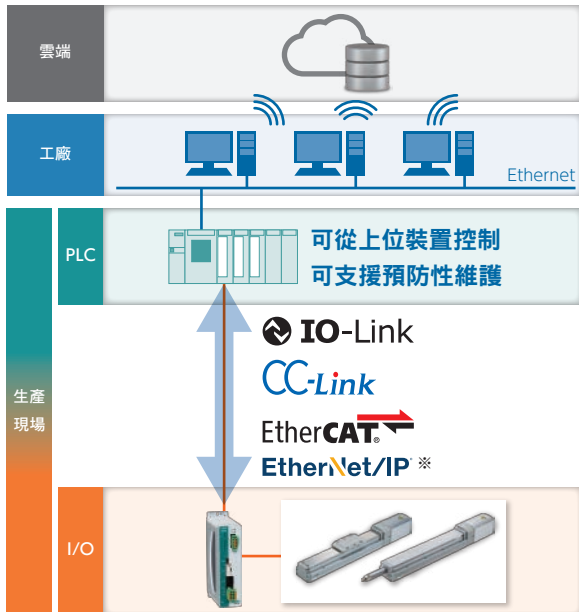 雲端
工廠
Ethernet
PLC
可從上位裝置控制
可支援預防性維護
IO-Link
CC-Link
EtherCAT®
EtherNet/IP ※
生產
現場
I/O